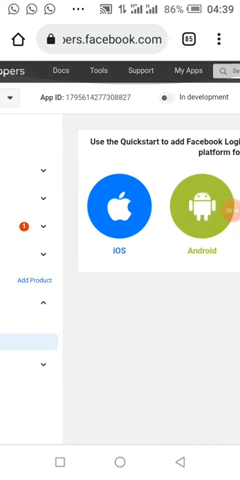 86% 04:39
pers.facebook.com
85
opers Docs Tools Support My Apps
App ID: 1795614277308827 In development
Use the Quickstart to add Facebook Logi
platform fo
1
iOS Android
Add Product